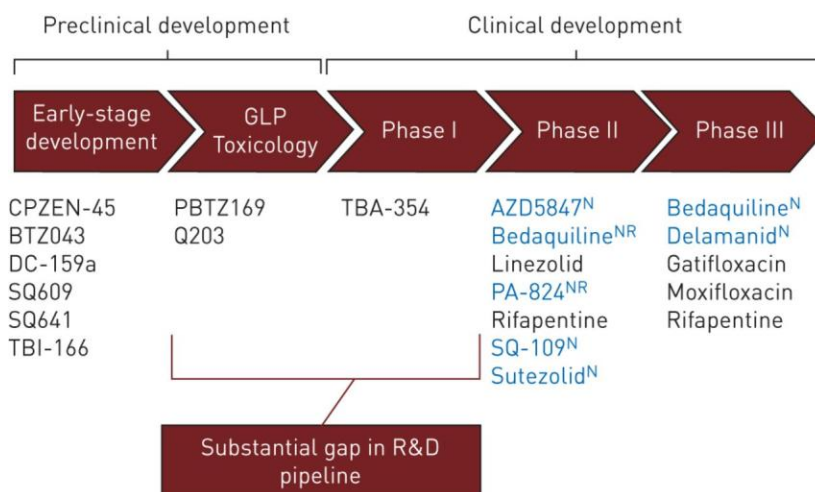 Preclinical development
Clinical development
Early-stage
development
GLP
Toxicology
Phase I
Phase II
Phase III
CPZEN-45
BTZ043
DC-159a
SQ609
SQ641
TBI-166
PBTZ169
Q203
TBA-354
AZD5847ᴺ
Bedaquilineᴺᴿ
Linezolid
PA-824ᴺᴿ
Rifapentine
SQ-109ᴺ
Sutezolidᴺ
Bedaquilineᴺ
Delamanidᴺ
Gatifloxacin
Moxifloxacin
Rifapentine
Substantial gap in R&D
pipeline